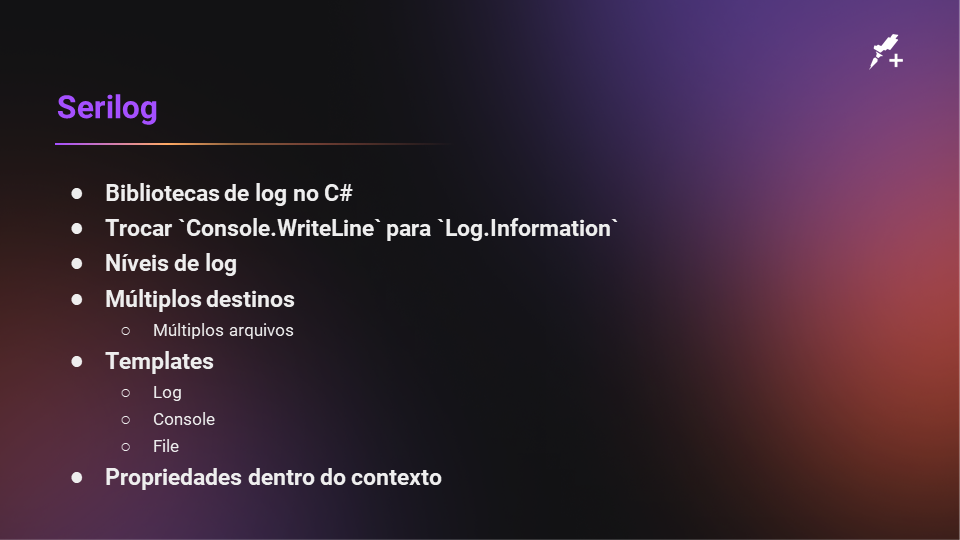 Serilog
● Bibliotecas de log no C#
● Trocar `Console.WriteLine` para `Log.Information`
● Níveis de log
● Múltiplos destinos
○ Múltiplos arquivos
● Templates
○ Log
○ Console
○ File
● Propriedades dentro do contexto